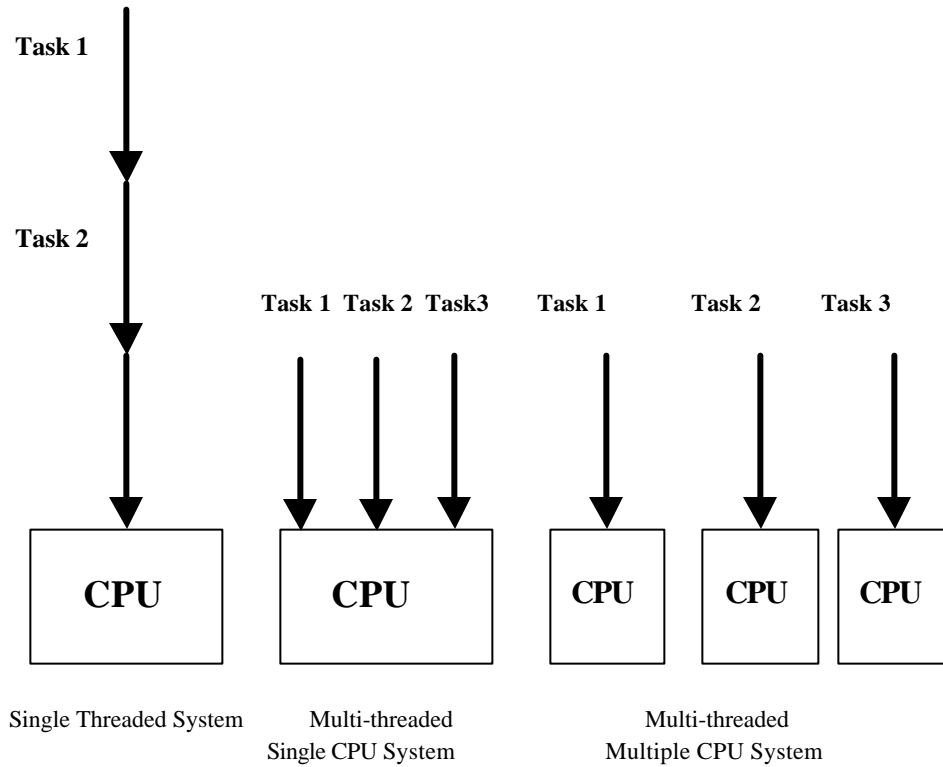 Task 1
Task 2
Task 1 Task 2 Task3
Task 1 Task 2 Task 3
CPU
CPU
CPU
CPU
CPU
Single Threaded System
Multi-threaded
Single CPU System
Multi-threaded
Multiple CPU System